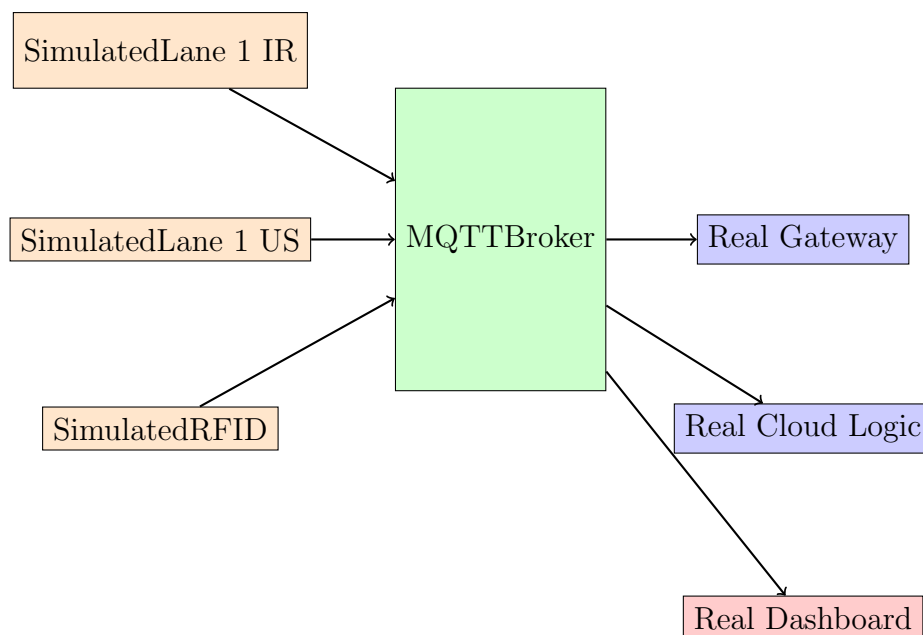 SimulatedLane 1 IR
SimulatedLane 1 US
MQTTBroker
Real Gateway
SimulatedRFID
Real Cloud Logic
Real Dashboard